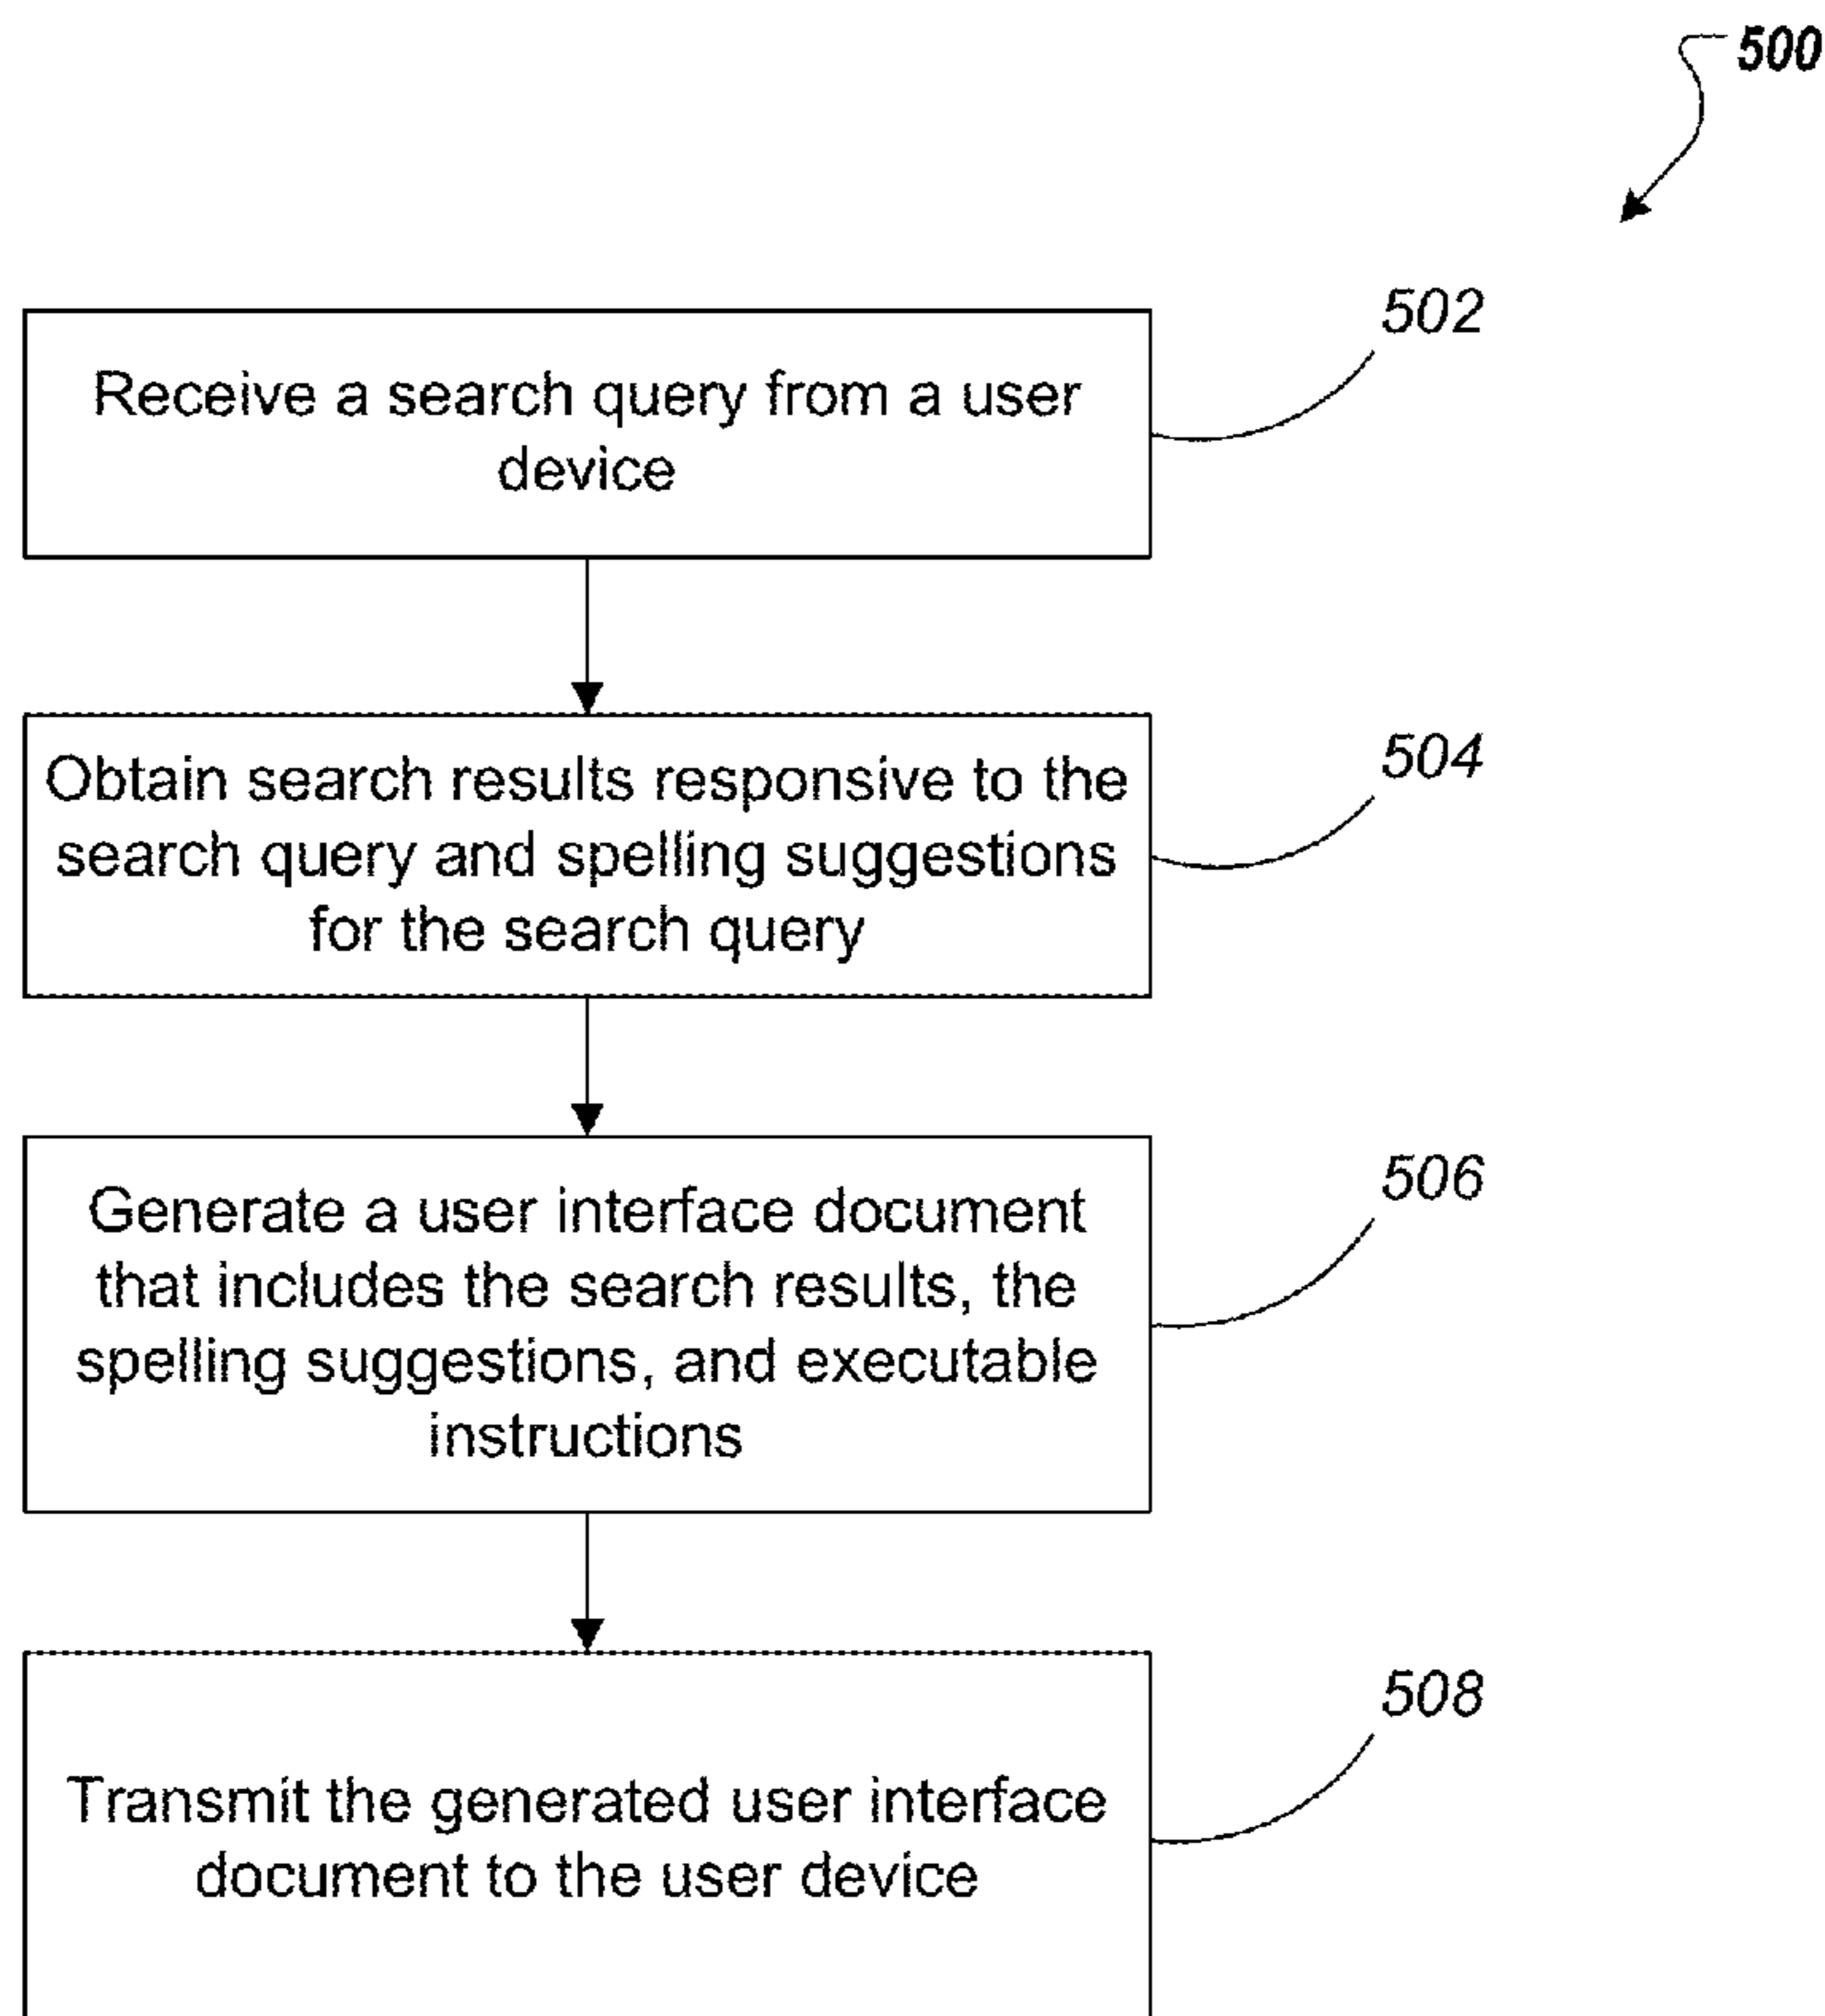 500
502
Receive a search query from a user
device
504
Obtain search results responsive to the
search query and spelling suggestions
for the search query
506
Generate a user interface document
that includes the search results, the
spelling suggestions, and executable
instructions
508
Transmit the generated user interface
document to the user device